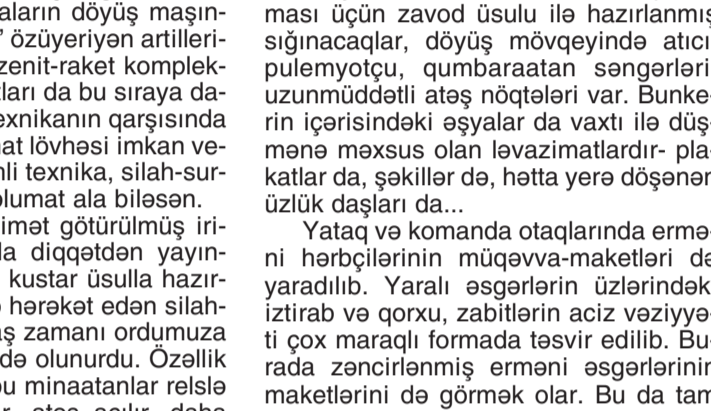 aların döyüş maşın-
özüyeriyən artilleri-
zenit-raket komplek-
ları da bu sıraya da-
exnikanın qarşısında
at lövhəsi imkan ve-
li texnika, silah-sur-
lumat ala biləsən.
imət götürülmüş iri-
la diqqətdən yayın-
kustar üsulla hazır-
hərəkət edən silah-
ş zamanı ordumuza
də olunurdu. Özəllik
u minaatanlar relslə
ması üçün zavod üsulu ilə hazırlanmış
sığınacaqlar, döyüş mövqeyində atıcı
pulemyotçu, qumbaraatan səngərləri
uzunmüddətli atəş nöqtələri var. Bunke-
rin içərisindəki əşyalar da vaxtı ilə düş-
mənə məxsus olan ləvazimatlardır- pla-
katlar da, şəkillər də, hətta yerə döşənən
üzlük daşları da...
Yataq və komanda otaqlarında ermə-
ni hərbçilərinin müqəvva-maketləri də
yaradılıb. Yaralı əsgərlərin üzlərindək
iztirab və qorxu, zabitlərin aciz vəziyyə-
ti çox maraqlı formada təsvir edilib. Bu-
rada zəncirlənmiş erməni əsgərlərinin
maketlərini də görmək olar. Bu da tam